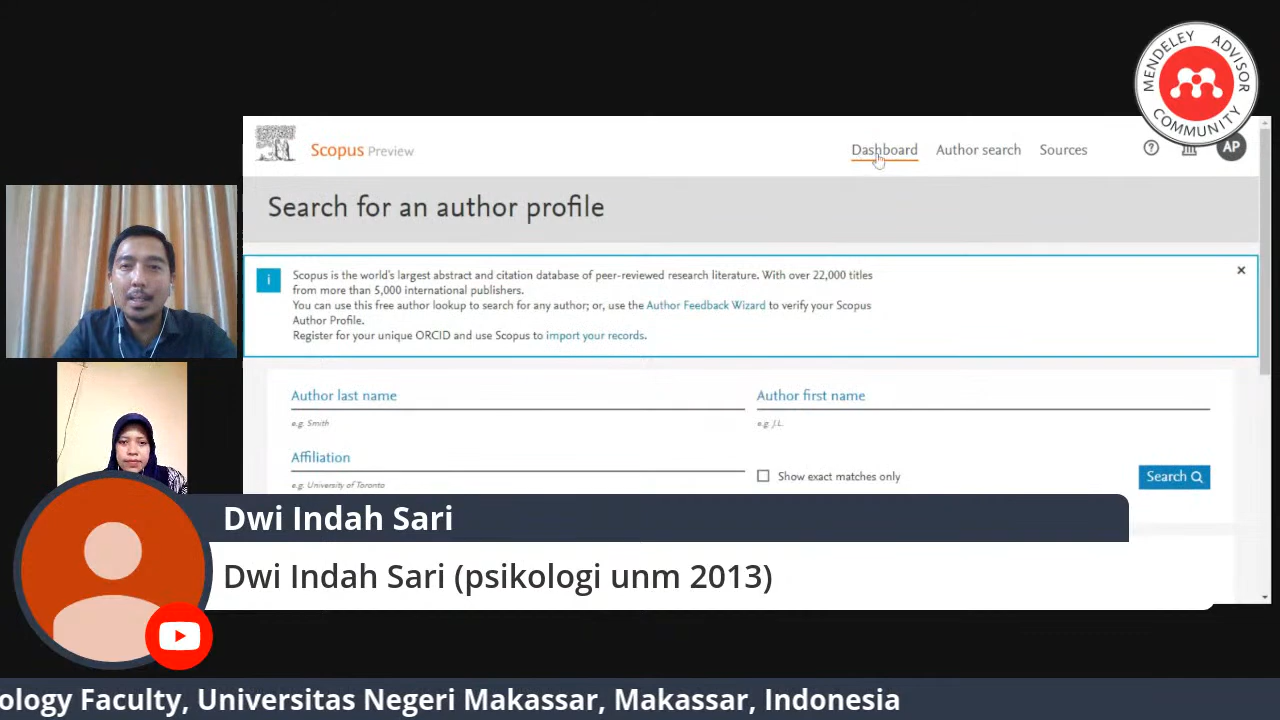 MENDELEY ADVISOR COMMUNITY
Scopus Preview
Dashboard
Author search
Sources
AP
Search for an author profile
Scopus is the world's largest abstract and citation database of peer-reviewed research literature. With over 22,000 titles
from more than 5,000 international publishers.
You can use this free author lookup to search for any author; or, use the Author Feedback Wizard to verify your Scopus
Author Profile.
Register for your unique ORCID and use Scopus to import your records.
Author last name
e.g. Smith
Author first name
e.g. J.L.
Affiliation
e.g. University of Toronto
Show exact matches only
Search
Dwi Indah Sari
Dwi Indah Sari (psikologi unm 2013)
ology Faculty, Universitas Negeri Makassar, Makassar, Indonesia